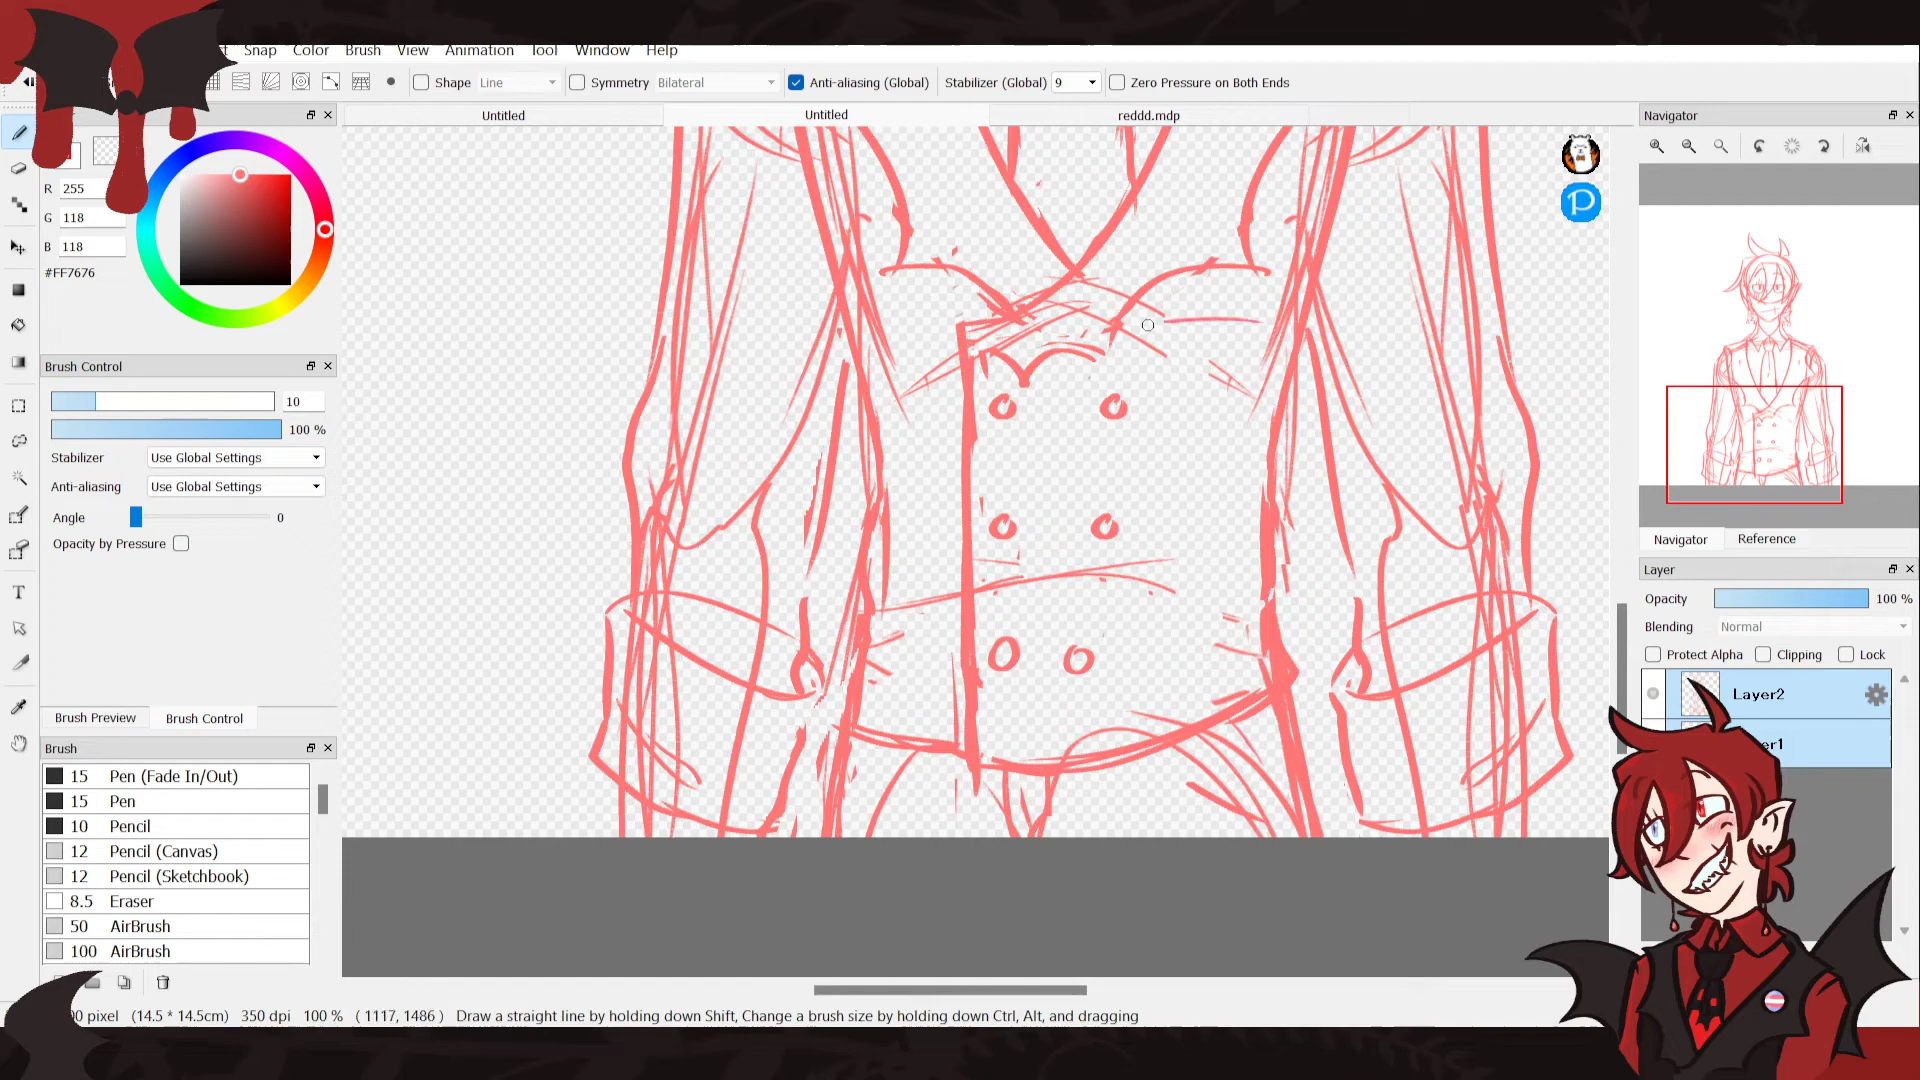 Snap Color Brush View Animation Tool Window Help
Shape Line Symmetry Bilateral Anti-aliasing (Global) Stabilizer (Global) 9 Zero Pressure on Both Ends
Untitled Untitled reddd.mdp
Navigator
R 255
G 118
B 118
#FF7676
Brush Control
10
100 %
Stabilizer Use Global Settings
Anti-aliasing Use Global Settings
Angle 0
Opacity by Pressure
Brush Preview Brush Control
Brush
15 Pen (Fade In/Out)
15 Pen
10 Pencil
12 Pencil (Canvas)
12 Pencil (Sketchbook)
8.5 Eraser
50 AirBrush
100 AirBrush
P
Navigator Reference
Layer
Opacity 100 %
Blending Normal
Protect Alpha Clipping Lock
Layer2
er1
T
pixel (14.5 * 14.5cm) 350 dpi 100 % ( 1117, 1486 ) Draw a straight line by holding down Shift, Change a brush size by holding down Ctrl, Alt, and dragging